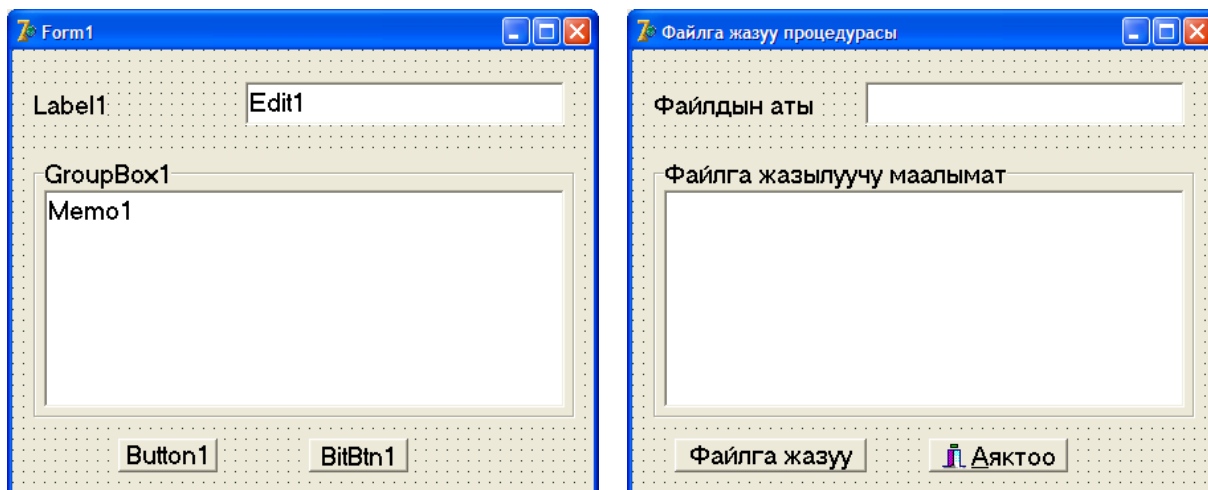 Form1
Label1
Edit1
GroupBox1
Memo1
Button1
BitBtn1
Файлга жазуу процедурасы
Файлдын аты
Файлга жазылуучу маалымат
Файлга жазуу
Аяктоо